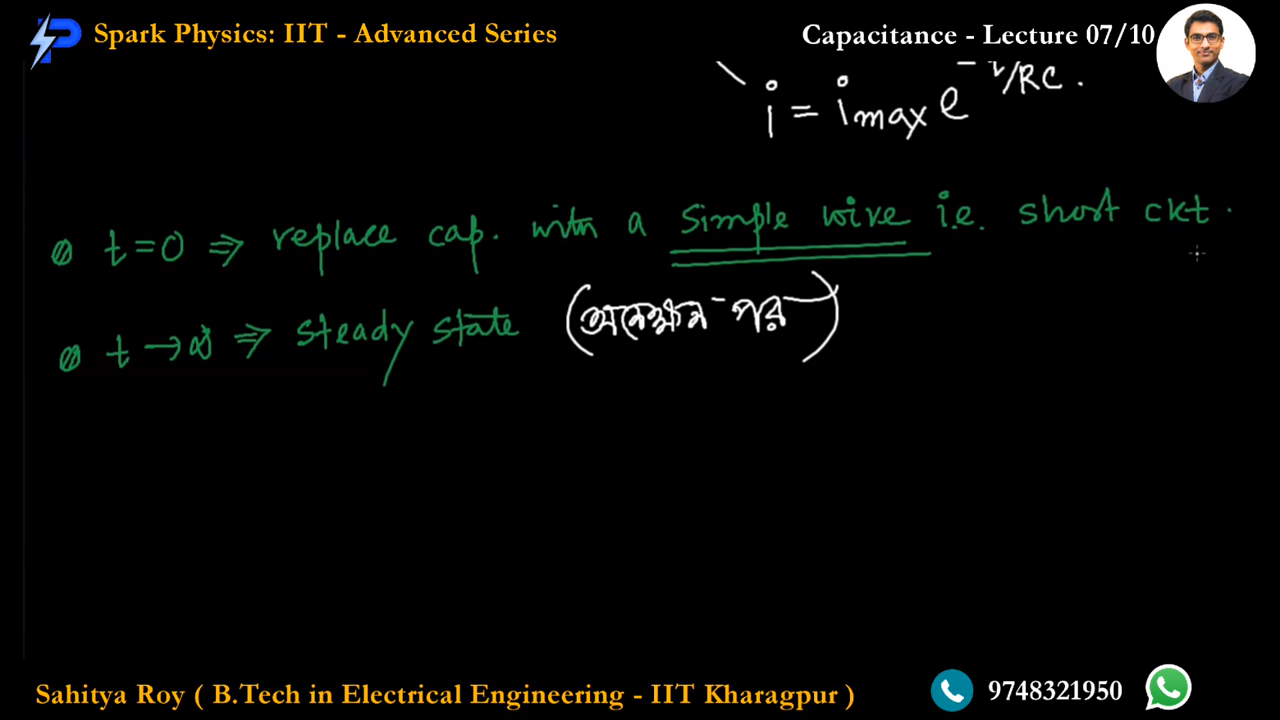 Spark Physics: IIT - Advanced Series
Capacitance - Lecture 07/10
i = imax e^-t/RC.
t=0 ⇒ replace cap. with a simple wire i.e. short ckt.
t→∞ ⇒ steady state (অনেকক্ষন পর)
Sahitya Roy ( B.Tech in Electrical Engineering - IIT Kharagpur )
9748321950